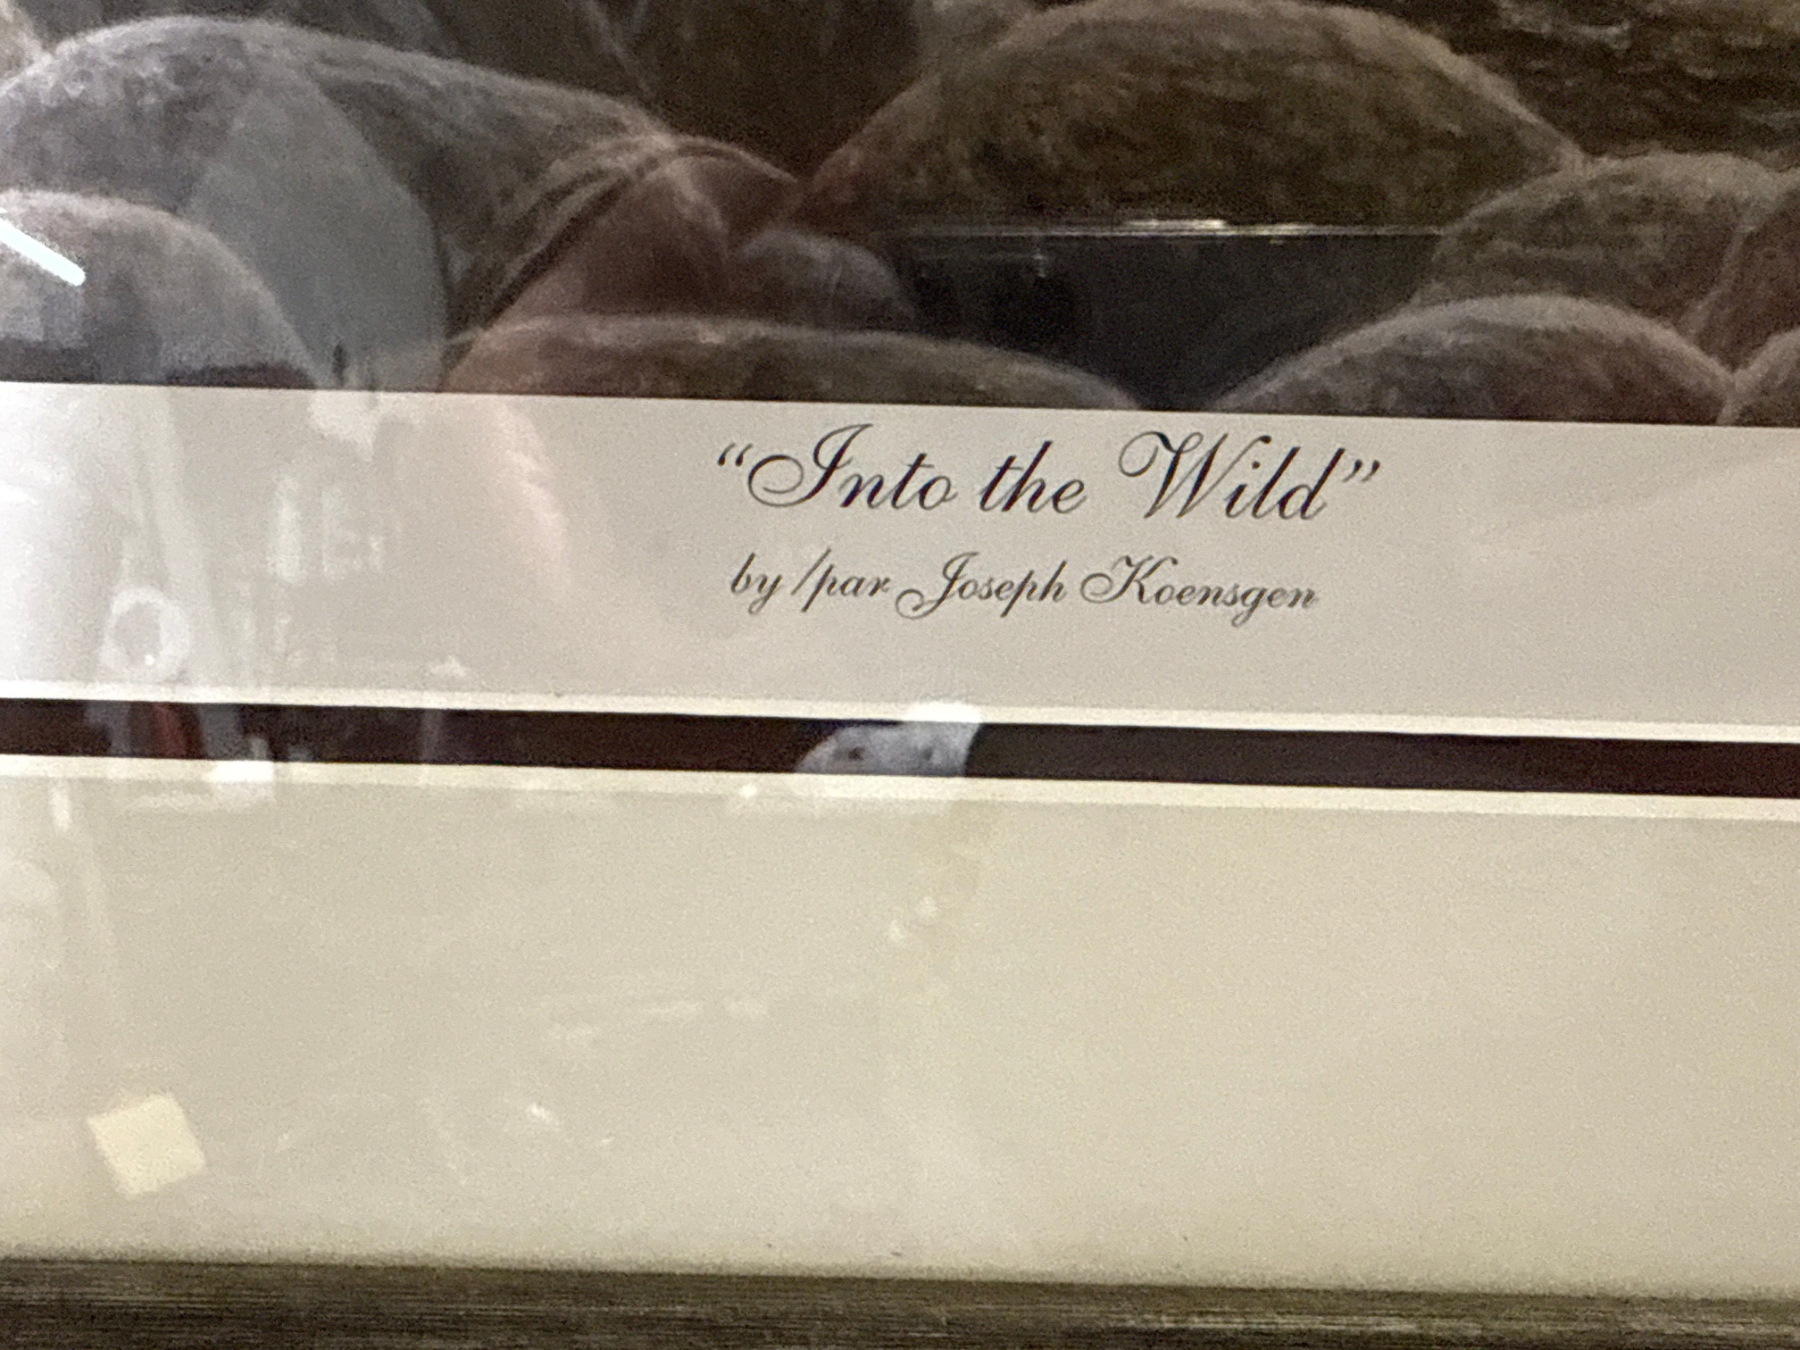 “Into the Wild”
by/par Joseph Koensgen